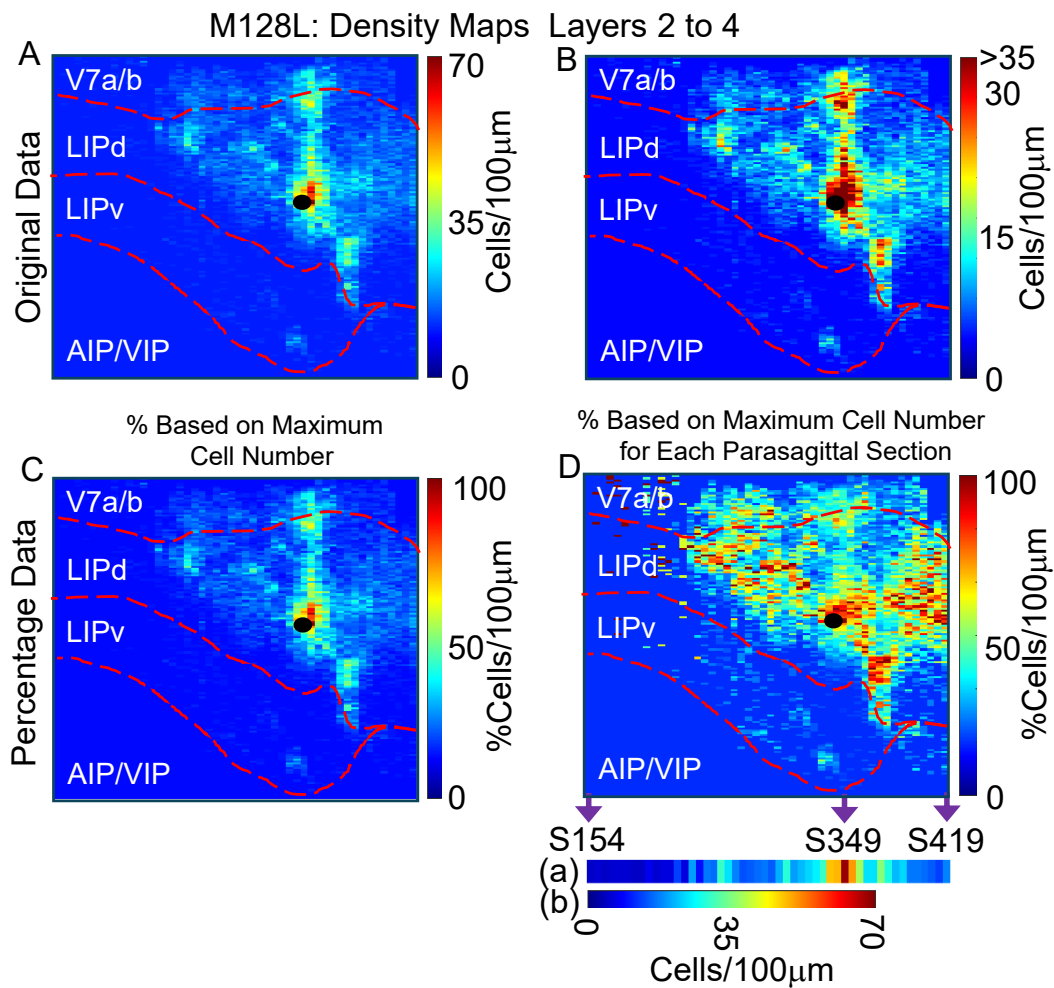 M128L: Density Maps Layers 2 to 4
A
V7a/b
LIPd
LIPv
AIP/VIP
Original Data
70
35
0
Cells/100μm
B
V7a/b
LIPd
LIPv
AIP/VIP
>35
30
15
0
Cells/100μm
% Based on Maximum
Cell Number
C
V7a/b
LIPd
LIPv
AIP/VIP
Percentage Data
100
50
0
%Cells/100μm
% Based on Maximum Cell Number
for Each Parasagittal Section
D
V7a/b
LIPd
LIPv
AIP/VIP
100
50
0
%Cells/100μm
S154 S349 S419
(a)
(b)
0 35 70
Cells/100μm